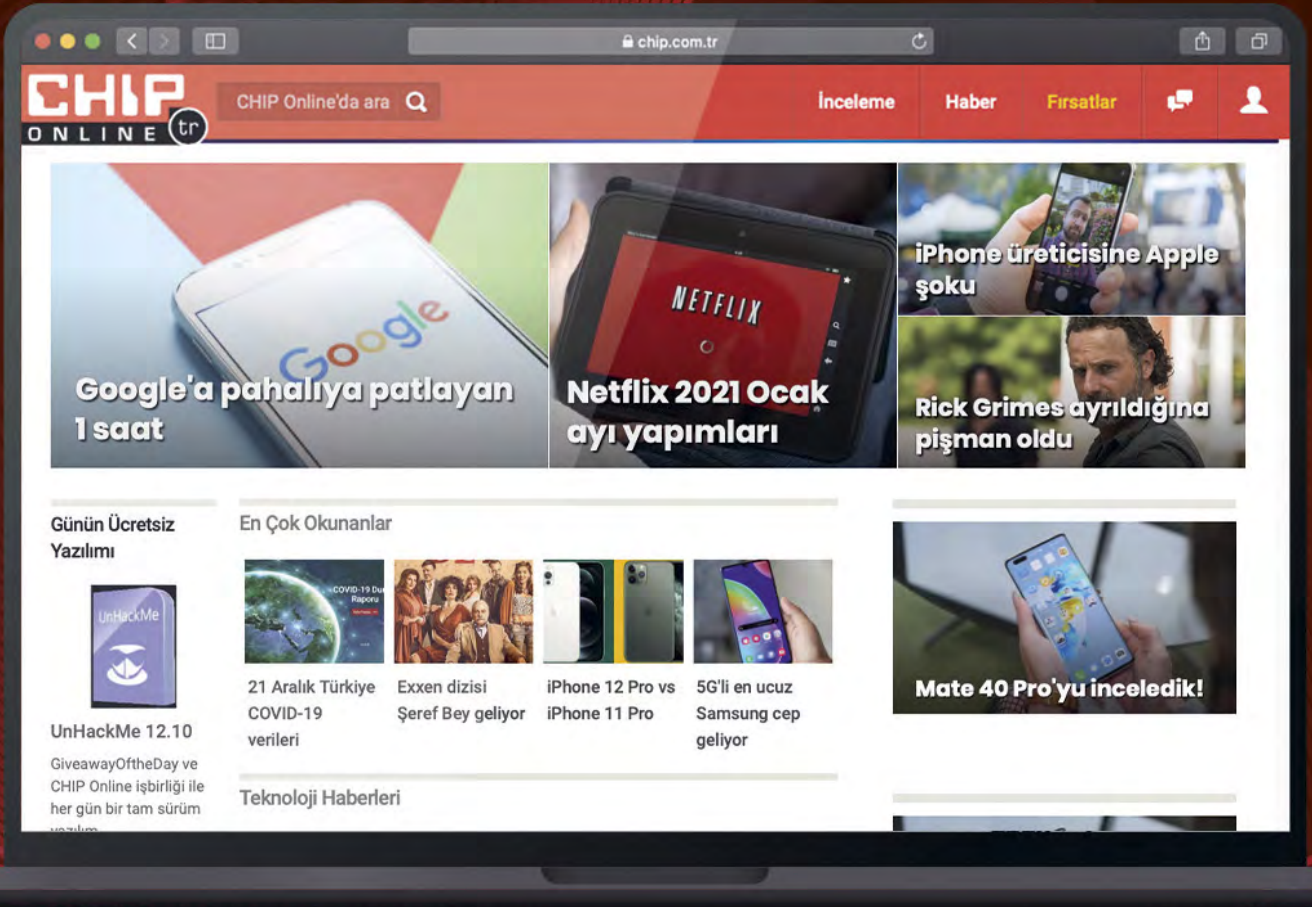 chip.com.tr
CHIP
ONLINE tr
CHIP Online'da ara
İnceleme
Haber
Fırsatlar
Google
Google'a pahalıya patlayan
1 saat
NETFLIX
Netflix 2021 Ocak
ayı yapımları
iPhone üreticisine Apple
şoku
Rick Grimes ayrıldığına
pişman oldu
Günün Ücretsiz
Yazılımı
UnHackMe
UnHackMe 12.10
GiveawayOftheDay ve
CHIP Online işbirliği ile
her gün bir tam sürüm
En Çok Okunanlar
COVID-19 Du
Raporu
21 Aralık Türkiye
COVID-19
verileri
Exxen dizisi
Şeref Bey geliyor
iPhone 12 Pro vs
iPhone 11 Pro
5G'li en ucuz
Samsung cep
geliyor
Teknoloji Haberleri
Mate 40 Pro'yu inceledik!